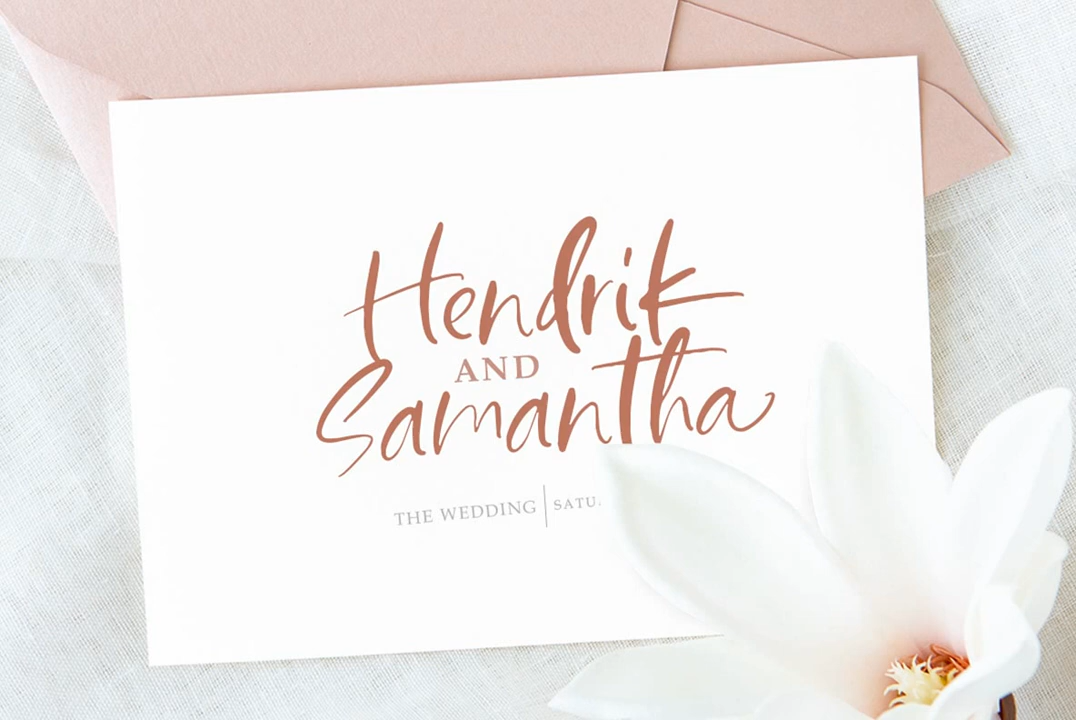 Hendrik
AND
Samantha
THE WEDDING | SATU